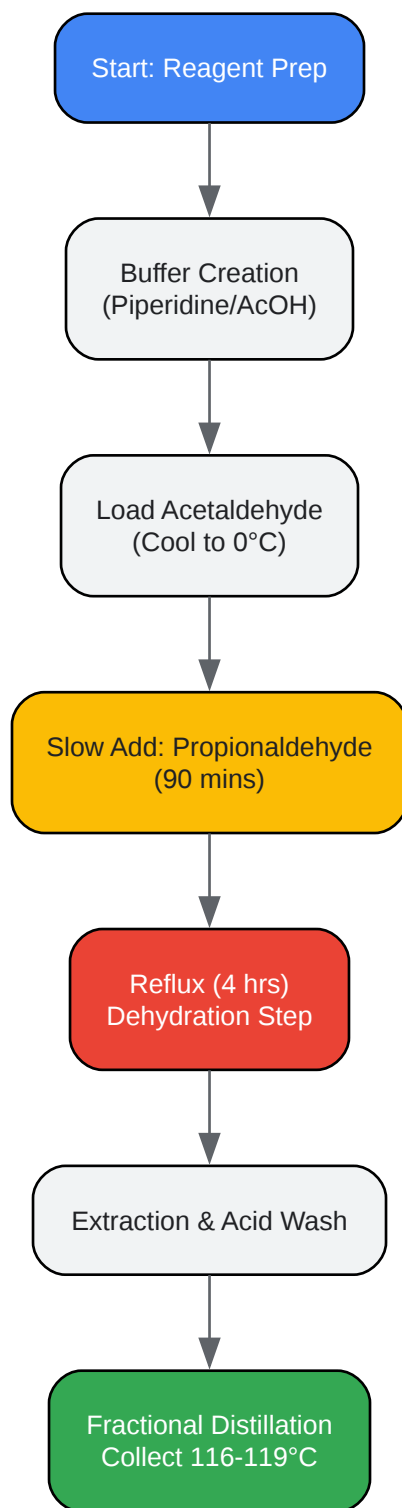 Start: Reagent Prep
Buffer Creation
(Piperidine/AcOH)
Load Acetaldehyde
(Cool to 0°C)
Slow Add: Propionaldehyde
(90 mins)
Reflux (4 hrs)
Dehydration Step
Extraction & Acid Wash
Fractional Distillation
Collect 116-119°C